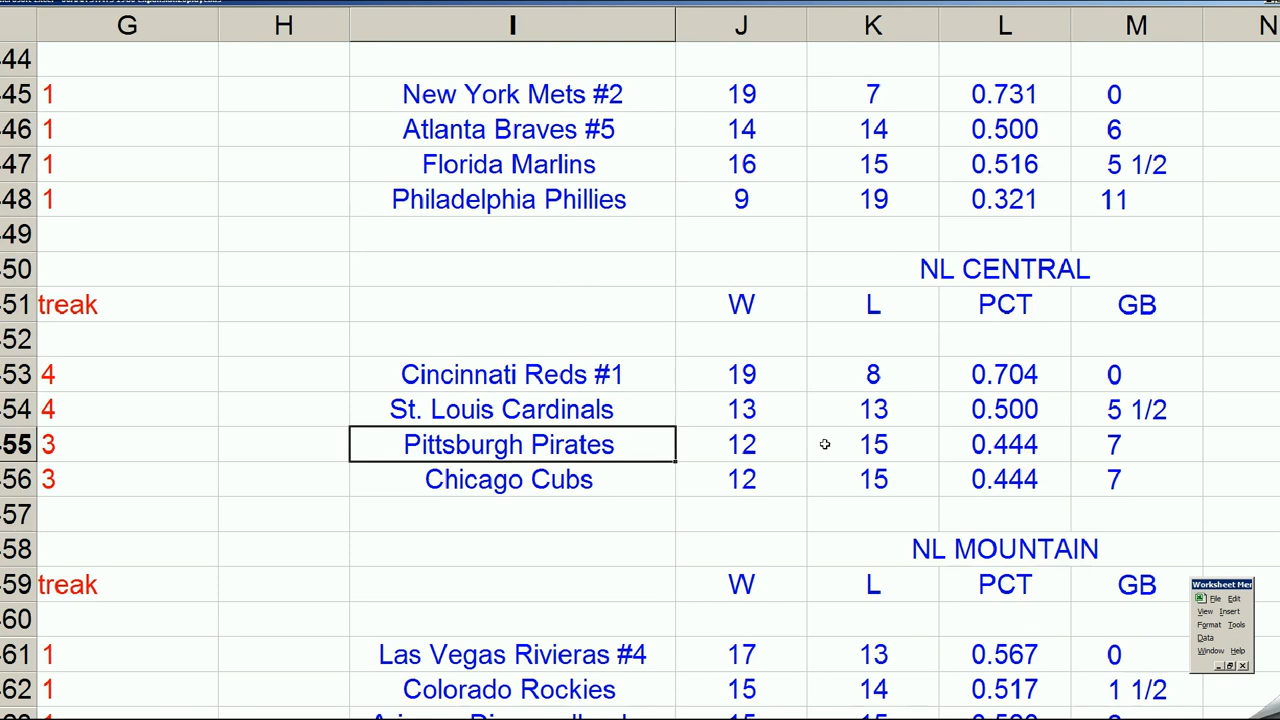 G H I J K L M N
44
45 1 New York Mets #2 19 7 0.731 0
46 1 Atlanta Braves #5 14 14 0.500 6
47 1 Florida Marlins 16 15 0.516 5 1/2
48 1 Philadelphia Phillies 9 19 0.321 11
49
50 NL CENTRAL
51 treak W L PCT GB
52
53 4 Cincinnati Reds #1 19 8 0.704 0
54 4 St. Louis Cardinals 13 13 0.500 5 1/2
55 3 Pittsburgh Pirates 12 15 0.444 7
56 3 Chicago Cubs 12 15 0.444 7
57
58 NL MOUNTAIN
59 treak W L PCT GB
60
61 1 Las Vegas Rivieras #4 17 13 0.567 0
62 1 Colorado Rockies 15 14 0.517 1 1/2
Worksheet Men
File Edit
View Insert
Format Tools
Data
Window Help